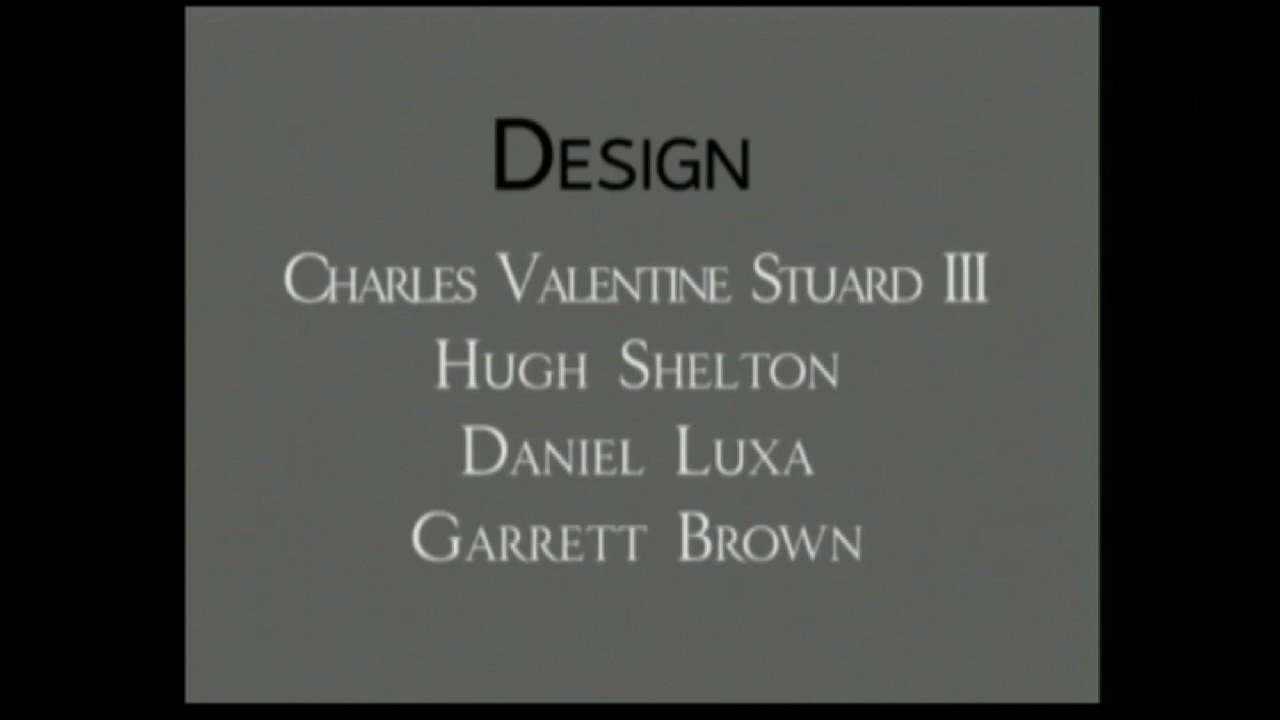 Design
Charles Valentine Stuard III
Hugh Shelton
Daniel Luxa
Garrett Brown